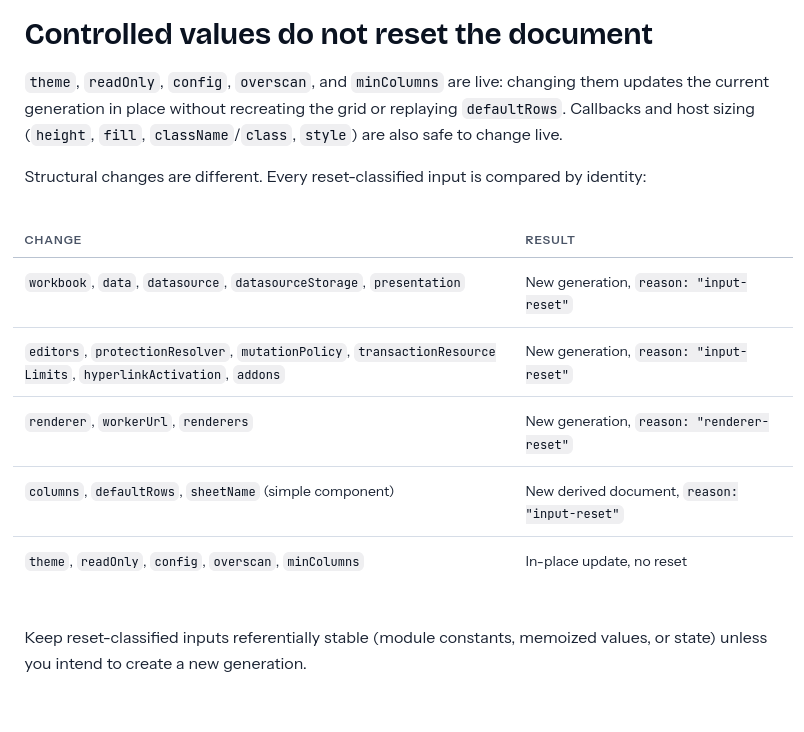 Controlled values do not reset the document
theme, readOnly, config, overscan, and minColumns are live: changing them updates the current
generation in place without recreating the grid or replaying defaultRows. Callbacks and host sizing
(height, fill, className/class, style) are also safe to change live.
Structural changes are different. Every reset-classified input is compared by identity:
CHANGE RESULT
workbook, data, datasource, datasourceStorage, presentation New generation, reason: "input-
reset"
editors, protectionResolver, mutationPolicy, transactionResource New generation, reason: "input-
Limits, hyperlinkActivation, addons reset"
renderer, workerUrl, renderers New generation, reason: "renderer-
reset"
columns, defaultRows, sheetName (simple component) New derived document, reason:
"input-reset"
theme, readOnly, config, overscan, minColumns In-place update, no reset
Keep reset-classified inputs referentially stable (module constants, memoized values, or state) unless
you intend to create a new generation.